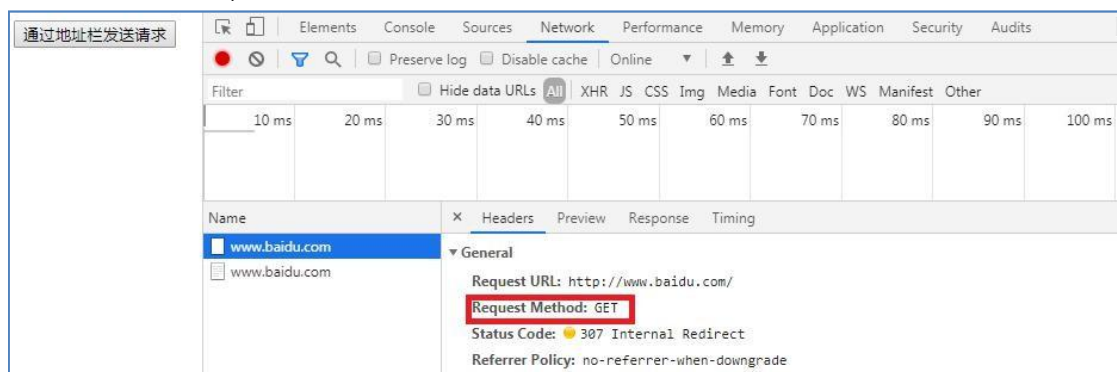 通过地址栏发送请求
Elements Console Sources Network Performance Memory Application Security Audits
Preserve log Disable cache Online
Filter Hide data URLs All XHR JS CSS Img Media Font Doc WS Manifest Other
10 ms 20 ms 30 ms 40 ms 50 ms 60 ms 70 ms 80 ms 90 ms 100 ms
Name × Headers Preview Response Timing
www.baidu.com
www.baidu.com
General
Request URL: http://www.baidu.com/
Request Method: GET
Status Code: 307 Internal Redirect
Referrer Policy: no-referrer-when-downgrade